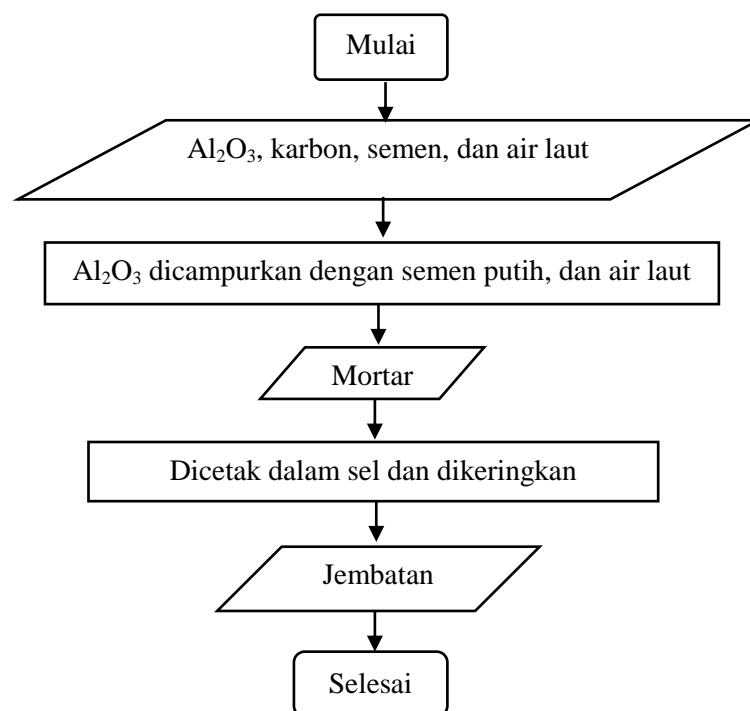 Mulai
Al₂O₃, karbon, semen, dan air laut
Al₂O₃ dicampurkan dengan semen putih, dan air laut
Mortar
Dicetak dalam sel dan dikeringkan
Jembatan
Selesai